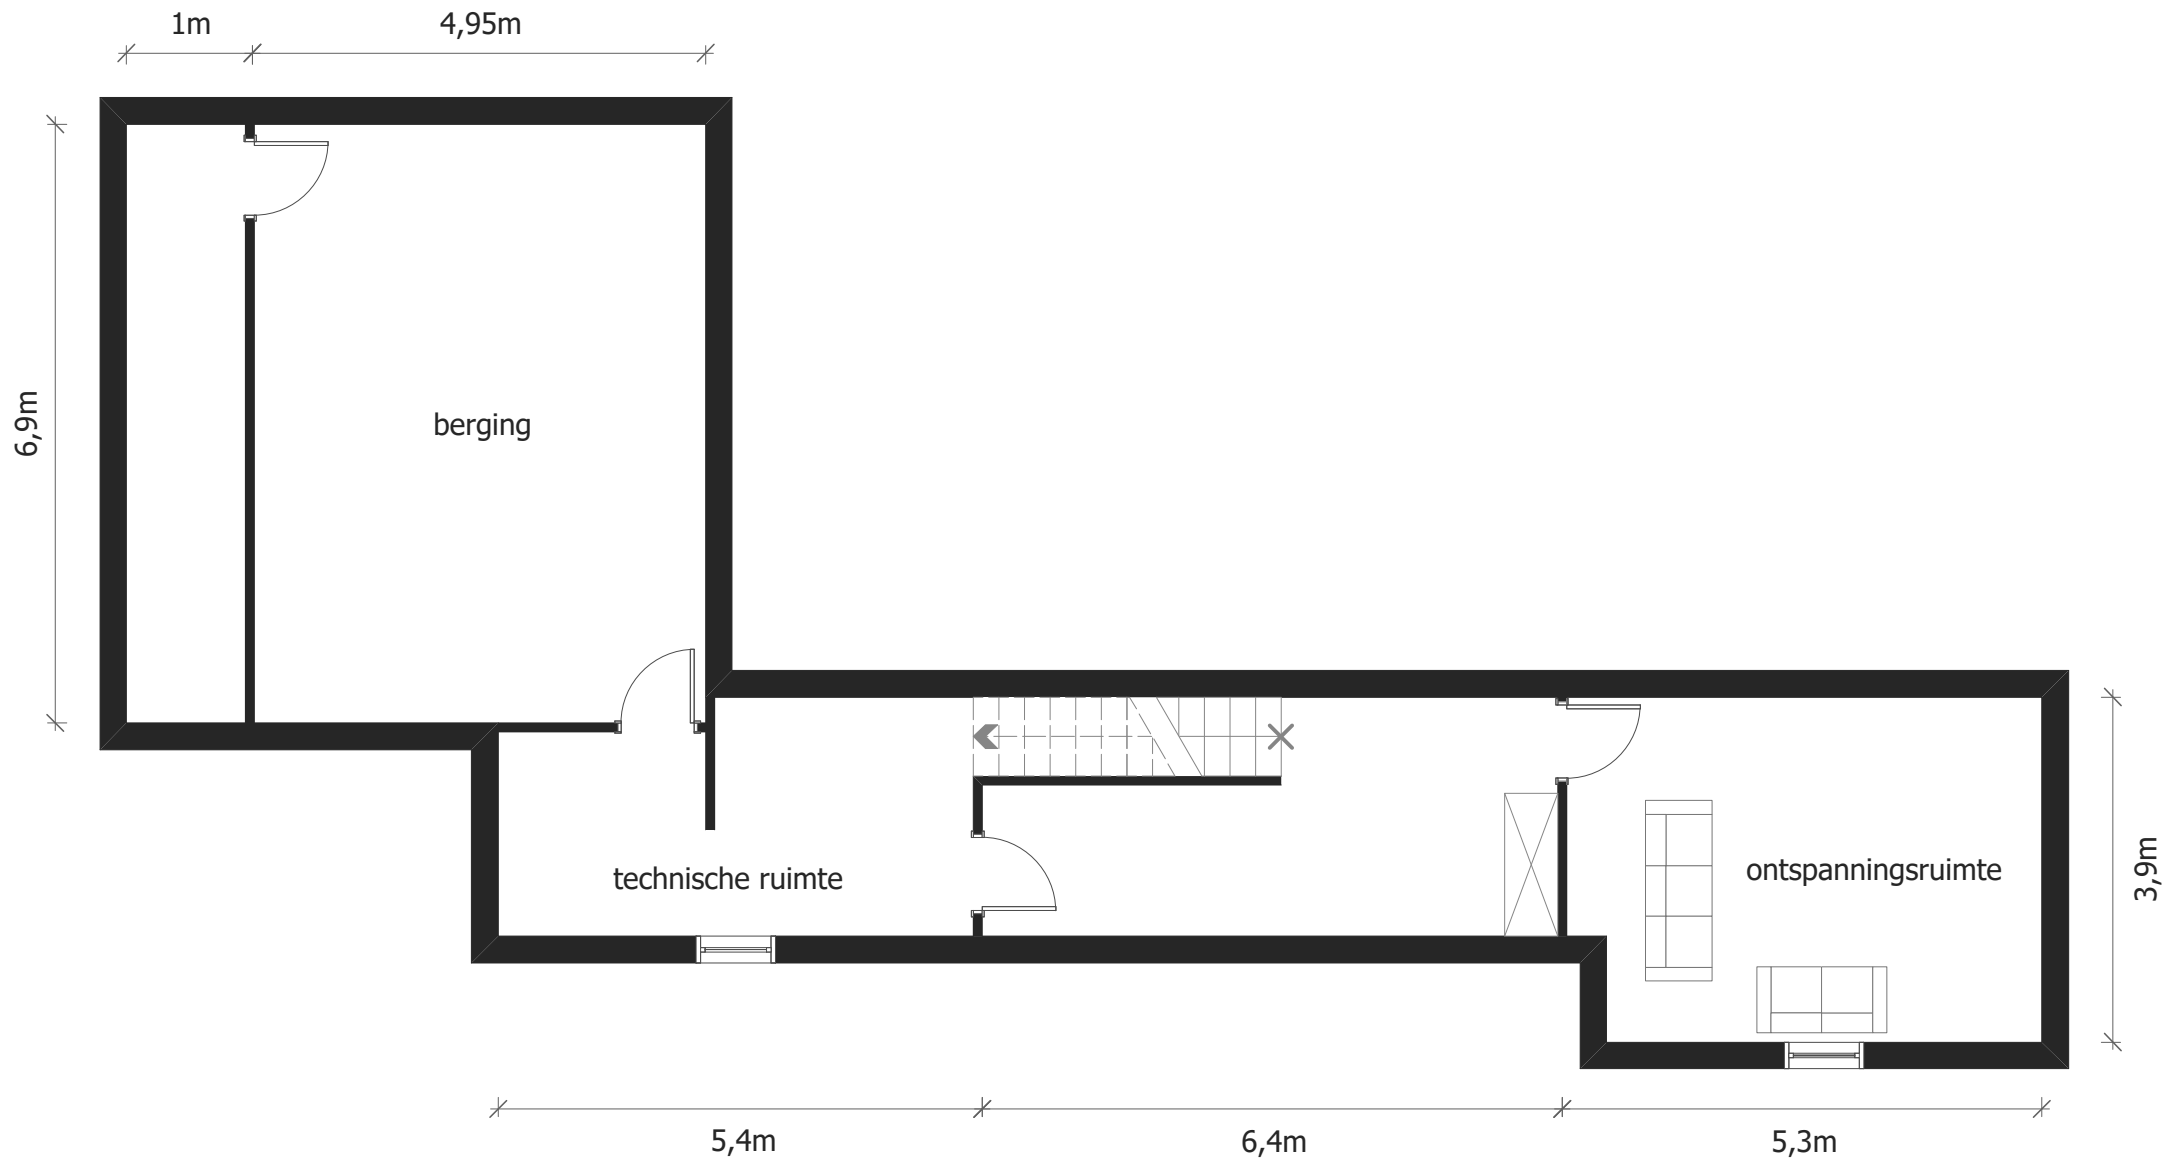 1m
4,95m
6,9m
berging
technische ruimte
ontspanningsruimte
3,9m
5,4m
6,4m
5,3m